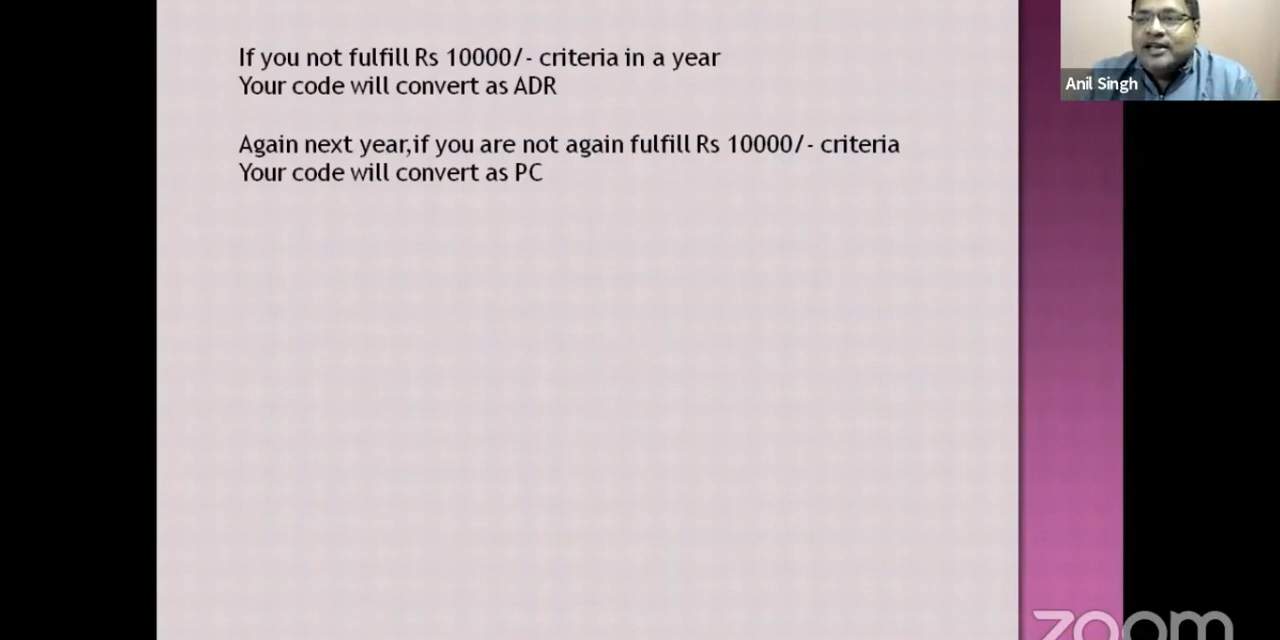 If you not fulfill Rs 10000/- criteria in a year
Your code will convert as ADR
Again next year,if you are not again fulfill Rs 10000/- criteria
Your code will convert as PC
Anil Singh
zoom